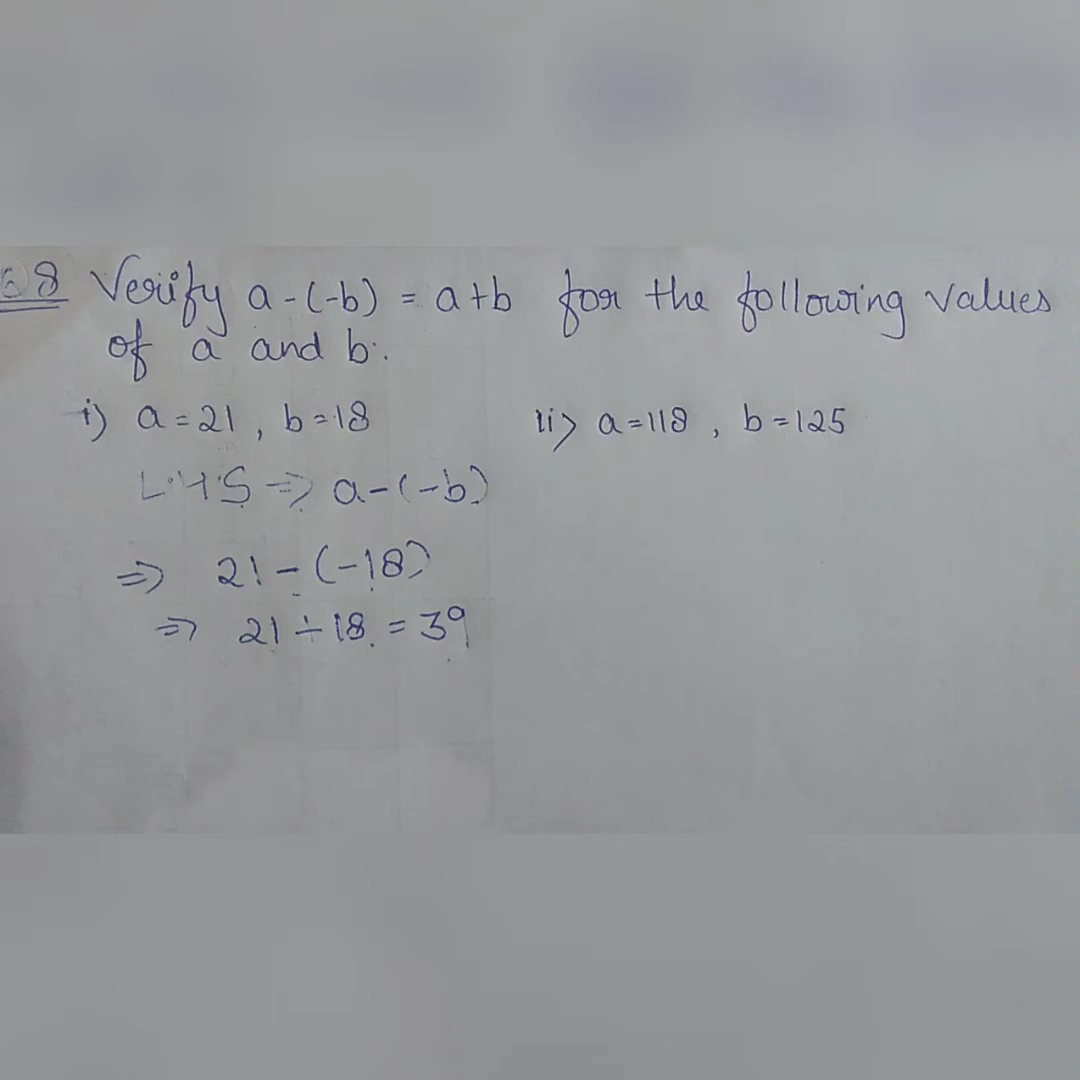 Q8 Verify a-(-b) = a+b for the following values
of a and b:.
i) a=21, b=18
ii) a=118, b=125
L.H.S ⇒ a-(-b)
⇒ 21-(-18)
⇒ 21+18 = 39